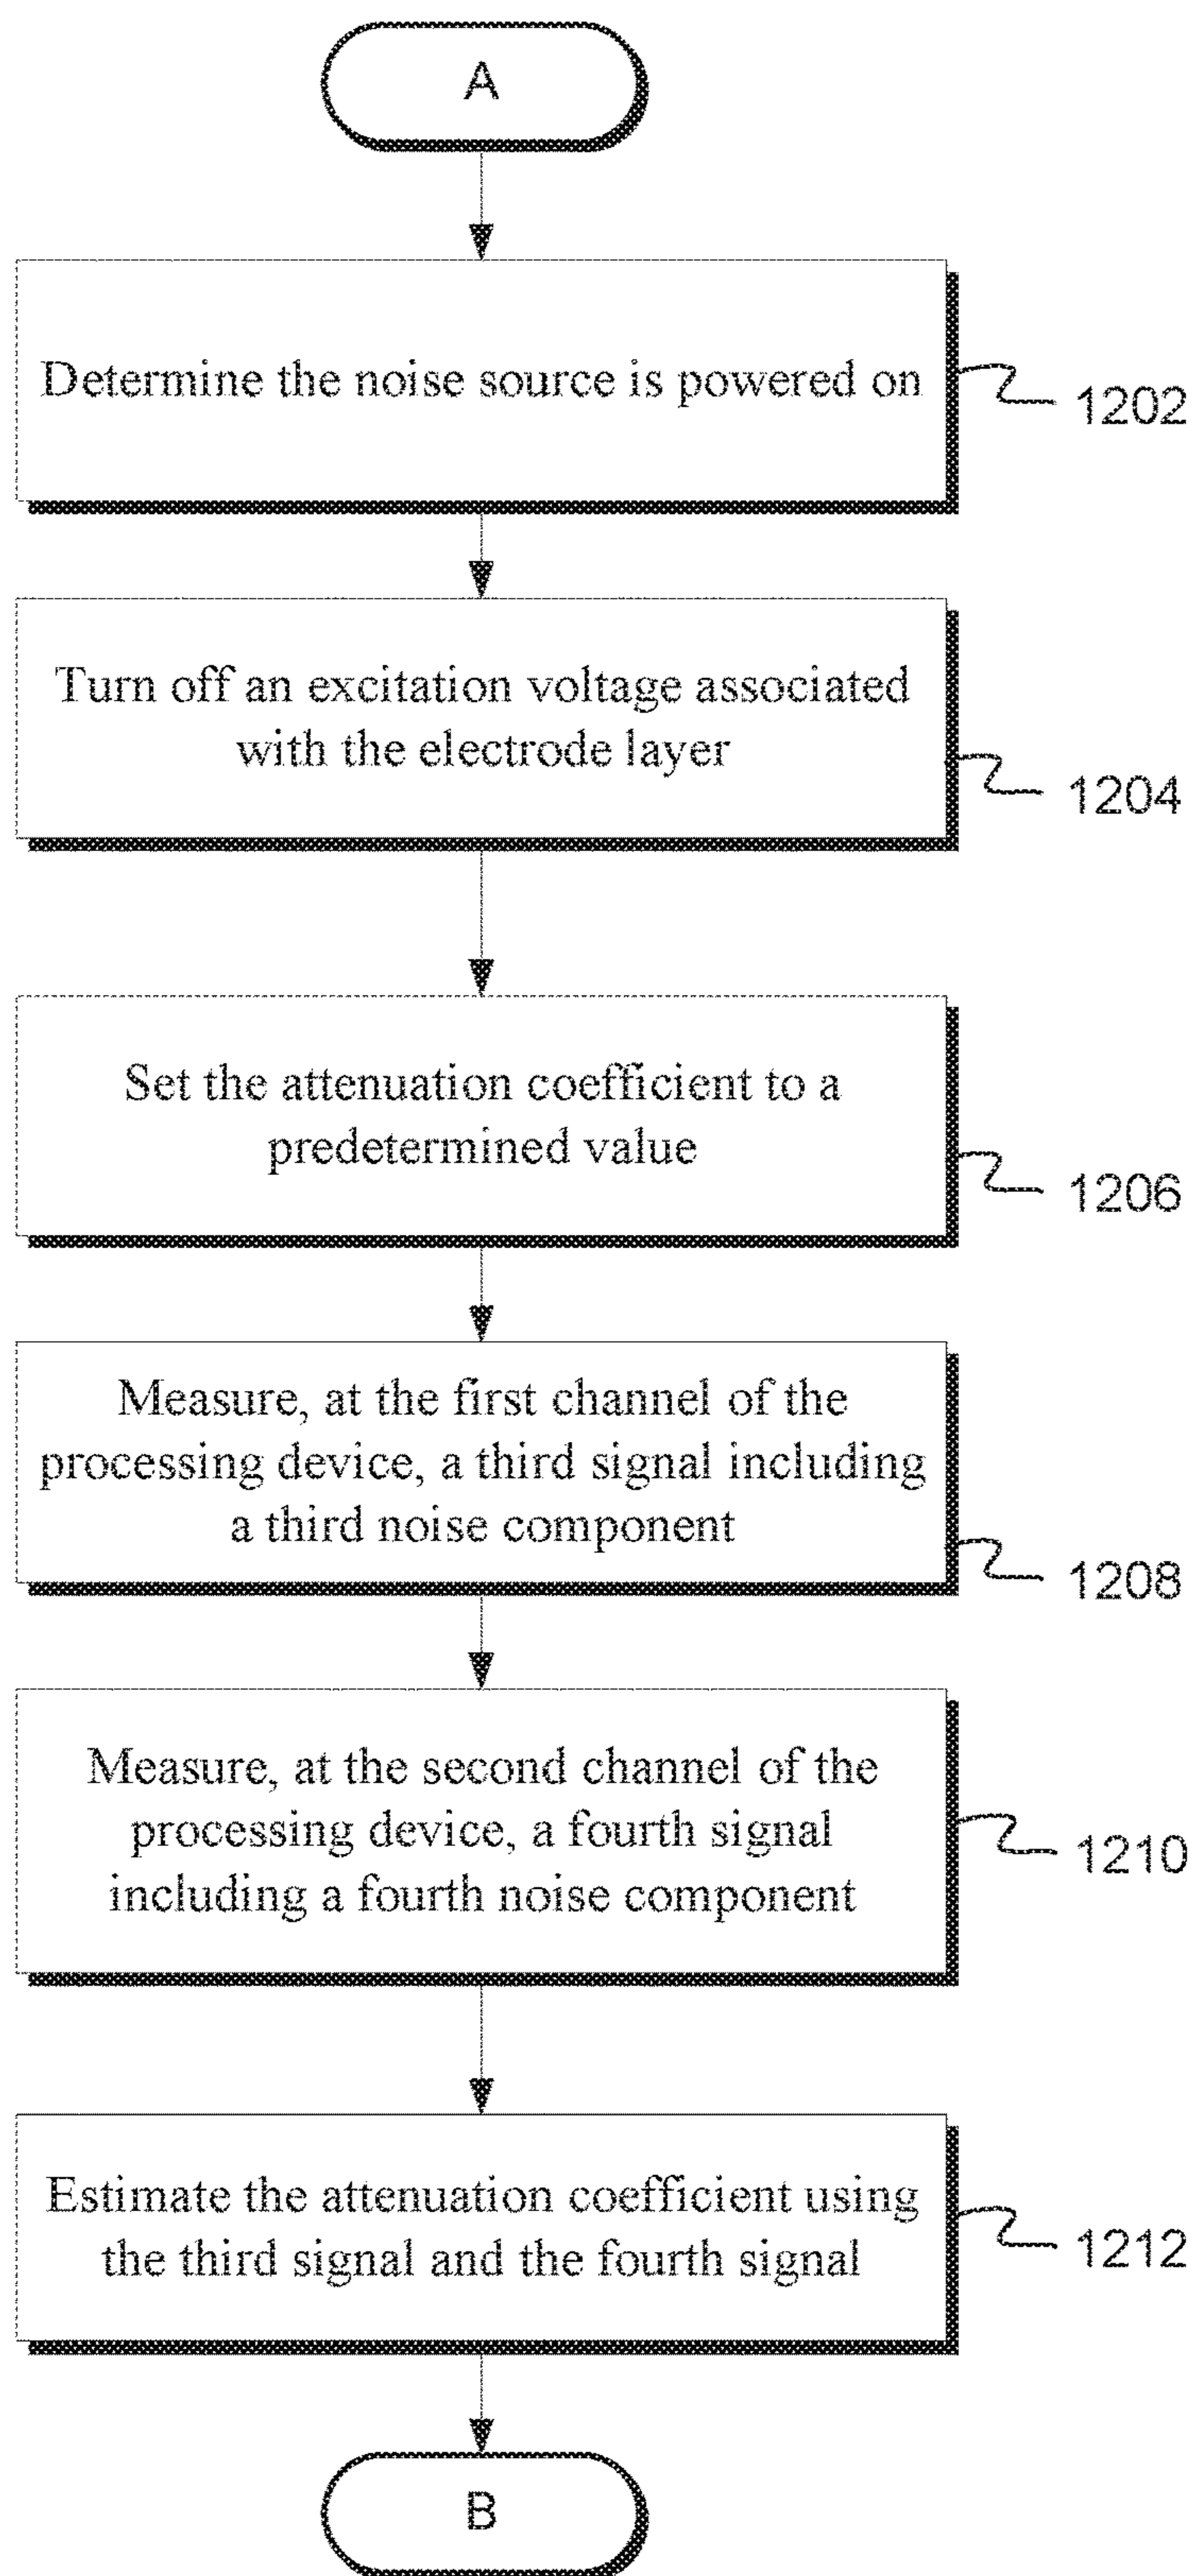 A
Determine the noise source is powered on
1202
Turn off an excitation voltage associated
with the electrode layer
1204
Set the attenuation coefficient to a
predetermined value
1206
Measure, at the first channel of the
processing device, a third signal including
a third noise component
1208
Measure, at the second channel of the
processing device, a fourth signal
including a fourth noise component
1210
Estimate the attenuation coefficient using
the third signal and the fourth signal
1212
B